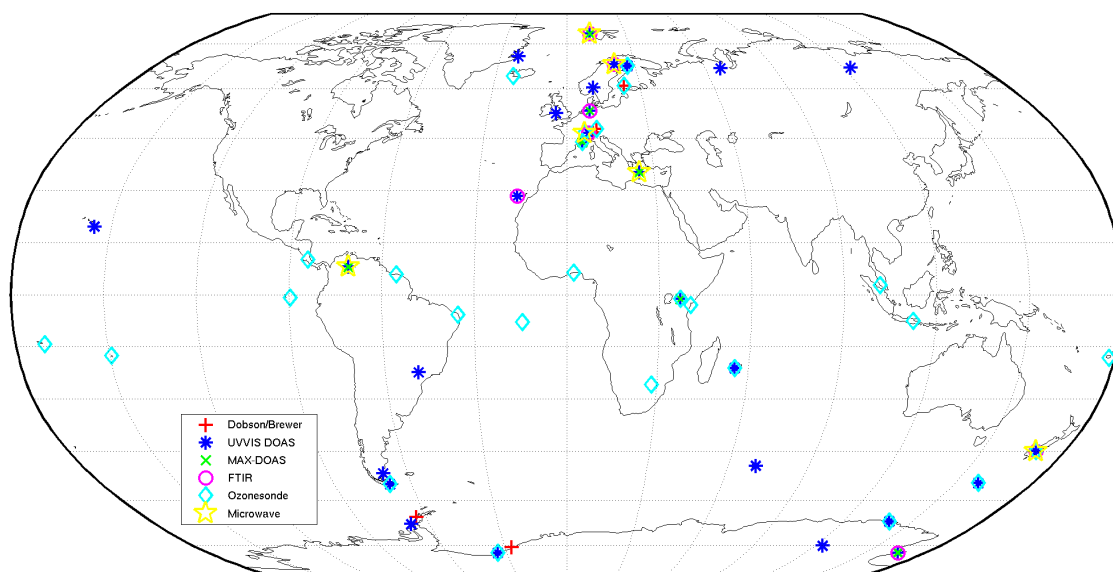 Dobson/Brewer
UVVIS DOAS
MAX-DOAS
FTIR
Ozonesonde
Microwave